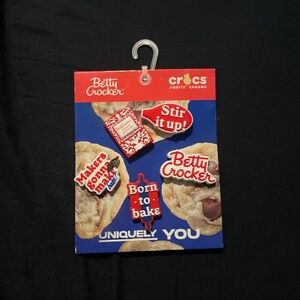 Betty
Crocker
crocs
JIBBITZ CHARMS
Stir
it up!
Makers
gonna
make
Betty
Crocker
Born
to
bake
UNIQUELY YOU